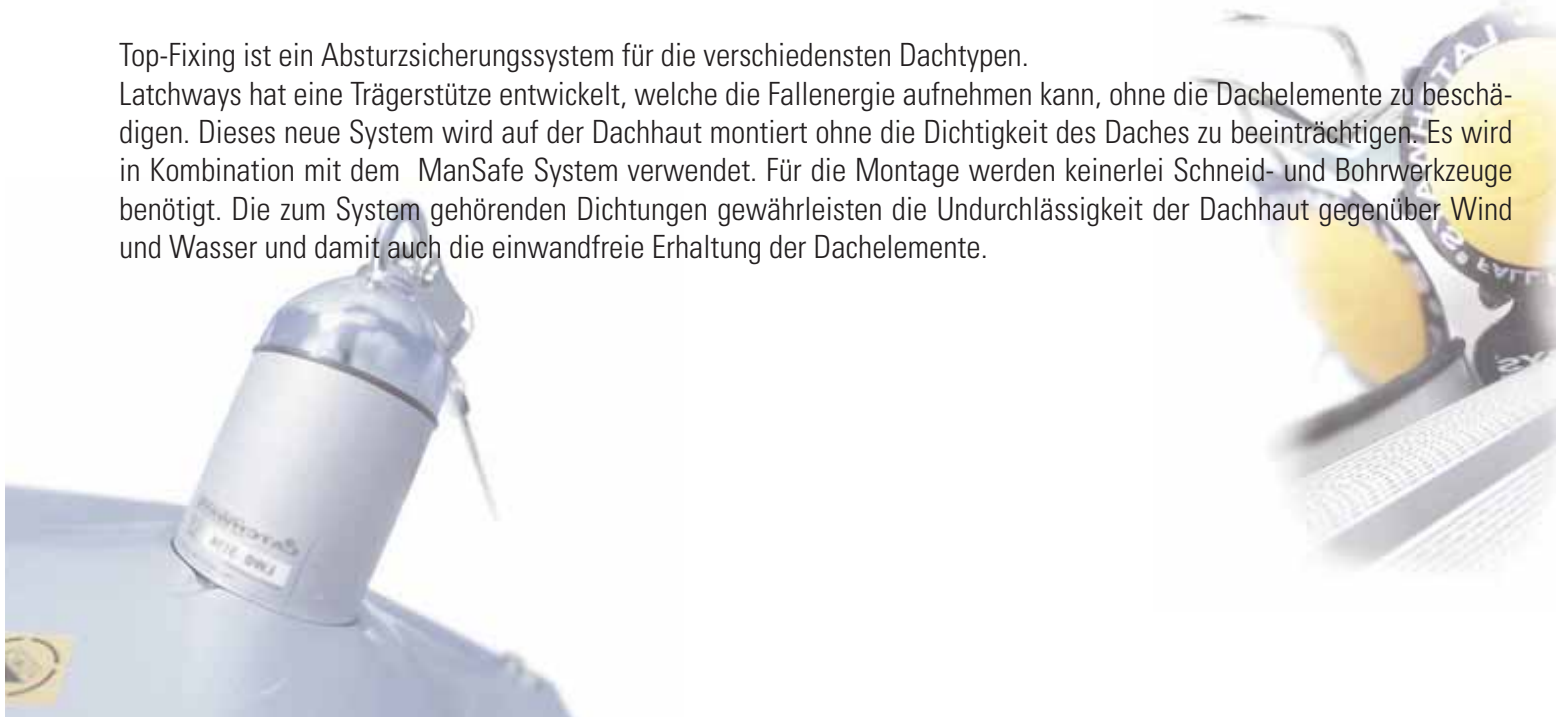 Top-Fixing ist ein Absturzsicherungssystem für die verschiedensten Dachtypen.
Latchways hat eine Trägerstütze entwickelt, welche die Fallenergie aufnehmen kann, ohne die Dachelemente zu beschä-
digen. Dieses neue System wird auf der Dachhaut montiert ohne die Dichtigkeit des Daches zu beeinträchtigen. Es wird
in Kombination mit dem  ManSafe System verwendet. Für die Montage werden keinerlei Schneid- und Bohrwerkzeuge
benötigt. Die zum System gehörenden Dichtungen gewährleisten die Undurchlässigkeit der Dachhaut gegenüber Wind
und Wasser und damit auch die einwandfreie Erhaltung der Dachelemente.